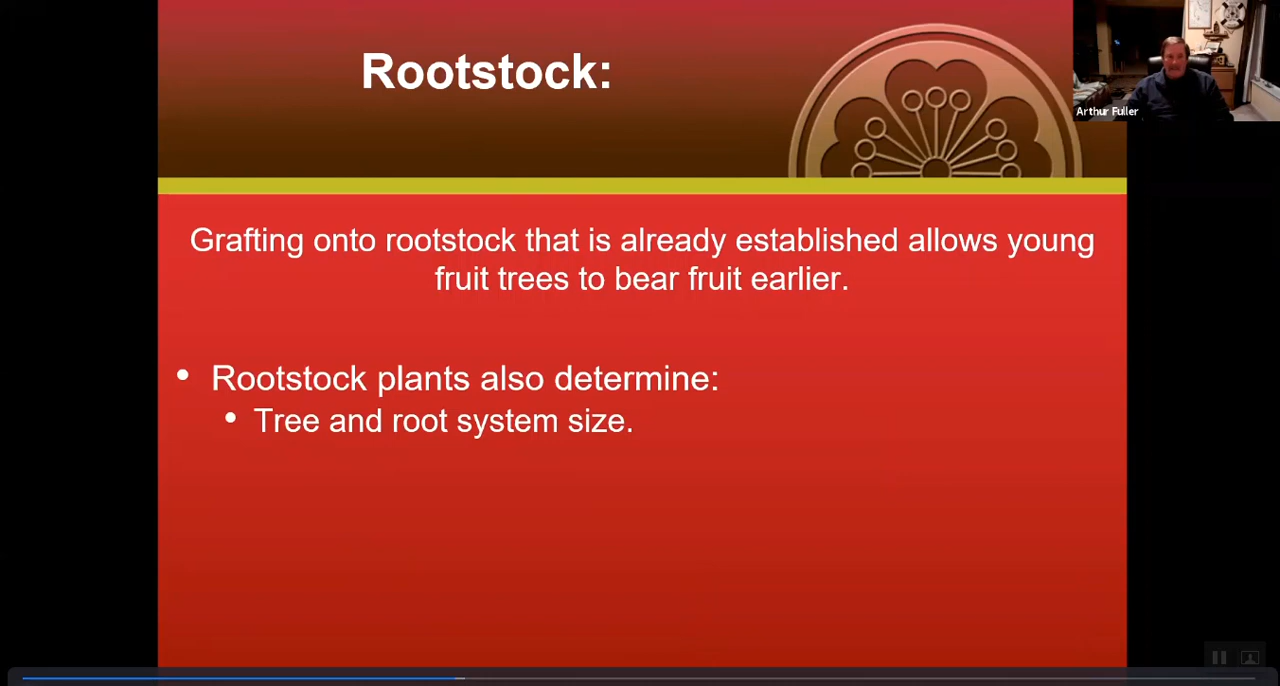 Rootstock:
Arthur Fuller
Grafting onto rootstock that is already established allows young
fruit trees to bear fruit earlier.
• Rootstock plants also determine:
• Tree and root system size.